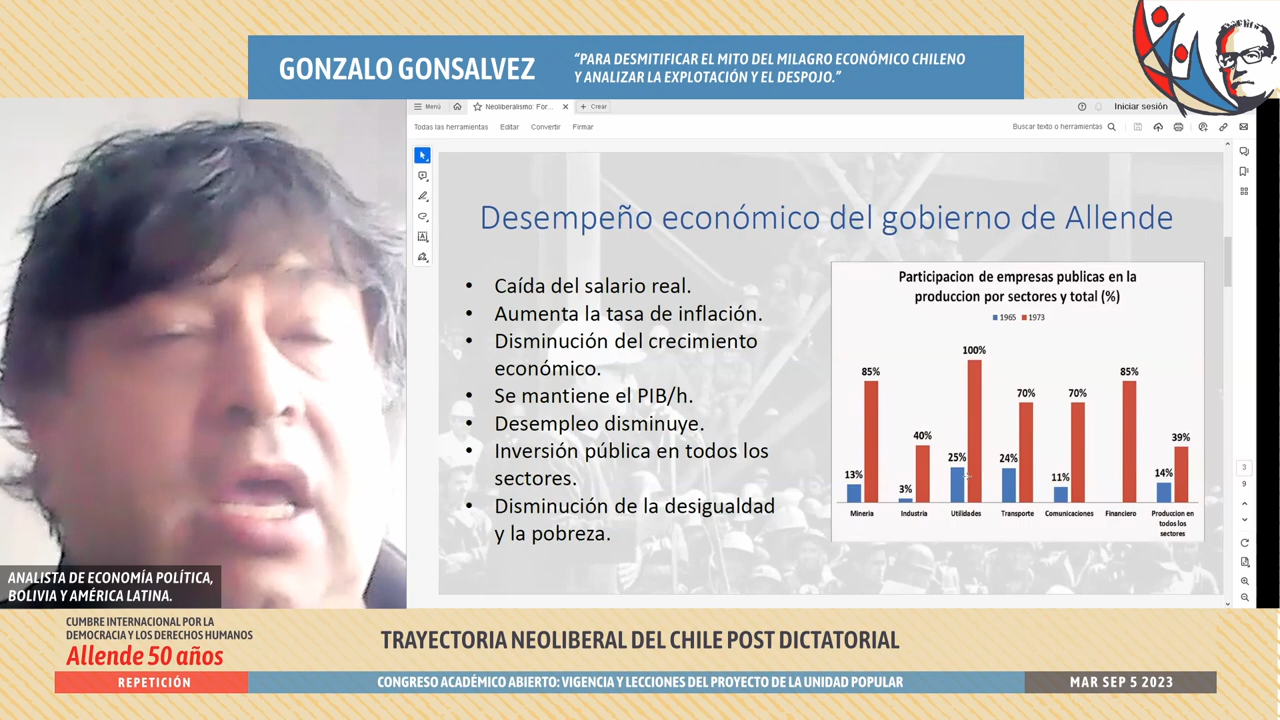 GONZALO GONSALVEZ
“PARA DESMITIFICAR EL MITO DEL MILAGRO ECONÓMICO CHILENO
Y ANALIZAR LA EXPLOTACIÓN Y EL DESPOJO.”
Menú
Neoliberalismo: For...
Crear
Iniciar sesión
Todas las herramientas
Editar
Convertir
Firmar
Buscar texto o herramientas
Desempeño económico del gobierno de Allende
• Caída del salario real.
• Aumenta la tasa de inflación.
• Disminución del crecimiento
económico.
• Se mantiene el PIB/h.
• Desempleo disminuye.
• Inversión pública en todos los
sectores.
• Disminución de la desigualdad
y la pobreza.
Participacion de empresas publicas en la
produccion por sectores y total (%)
1965 1973
13% 85%
3% 40%
25% 100%
24% 70%
11% 70%
85%
14% 39%
Mineria
Industria
Utilidades
Transporte
Comunicaciones
Financiero
Produccion en
todos los
sectores
3
9
ANALISTA DE ECONOMÍA POLÍTICA,
BOLIVIA Y AMÉRICA LATINA.
CUMBRE INTERNACIONAL POR LA
DEMOCRACIA Y LOS DERECHOS HUMANOS
Allende 50 años
TRAYECTORIA NEOLIBERAL DEL CHILE POST DICTATORIAL
REPETICIÓN
CONGRESO ACADÉMICO ABIERTO: VIGENCIA Y LECCIONES DEL PROYECTO DE LA UNIDAD POPULAR
MAR SEP 5 2023